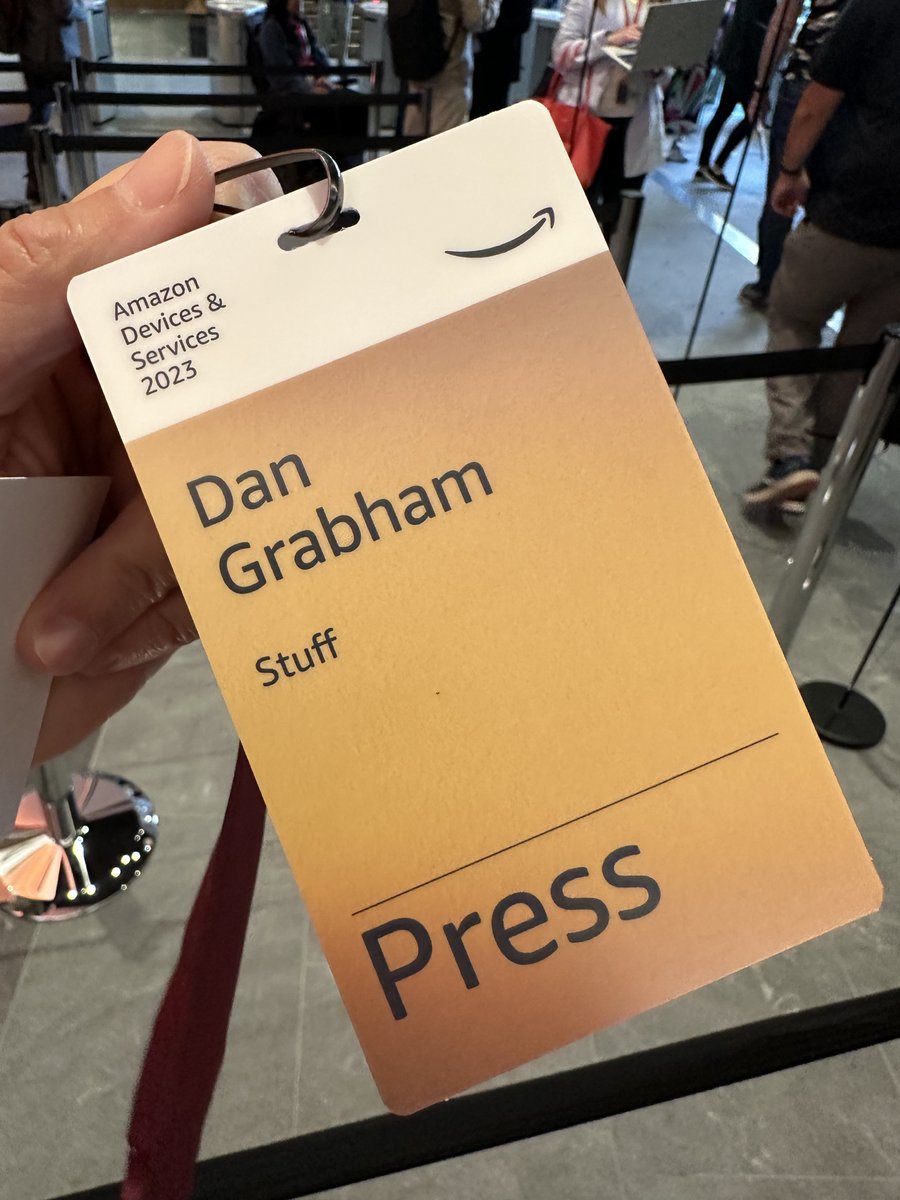 Amazon
Devices &
Services
2023
Dan
Grabham
Stuff
Press